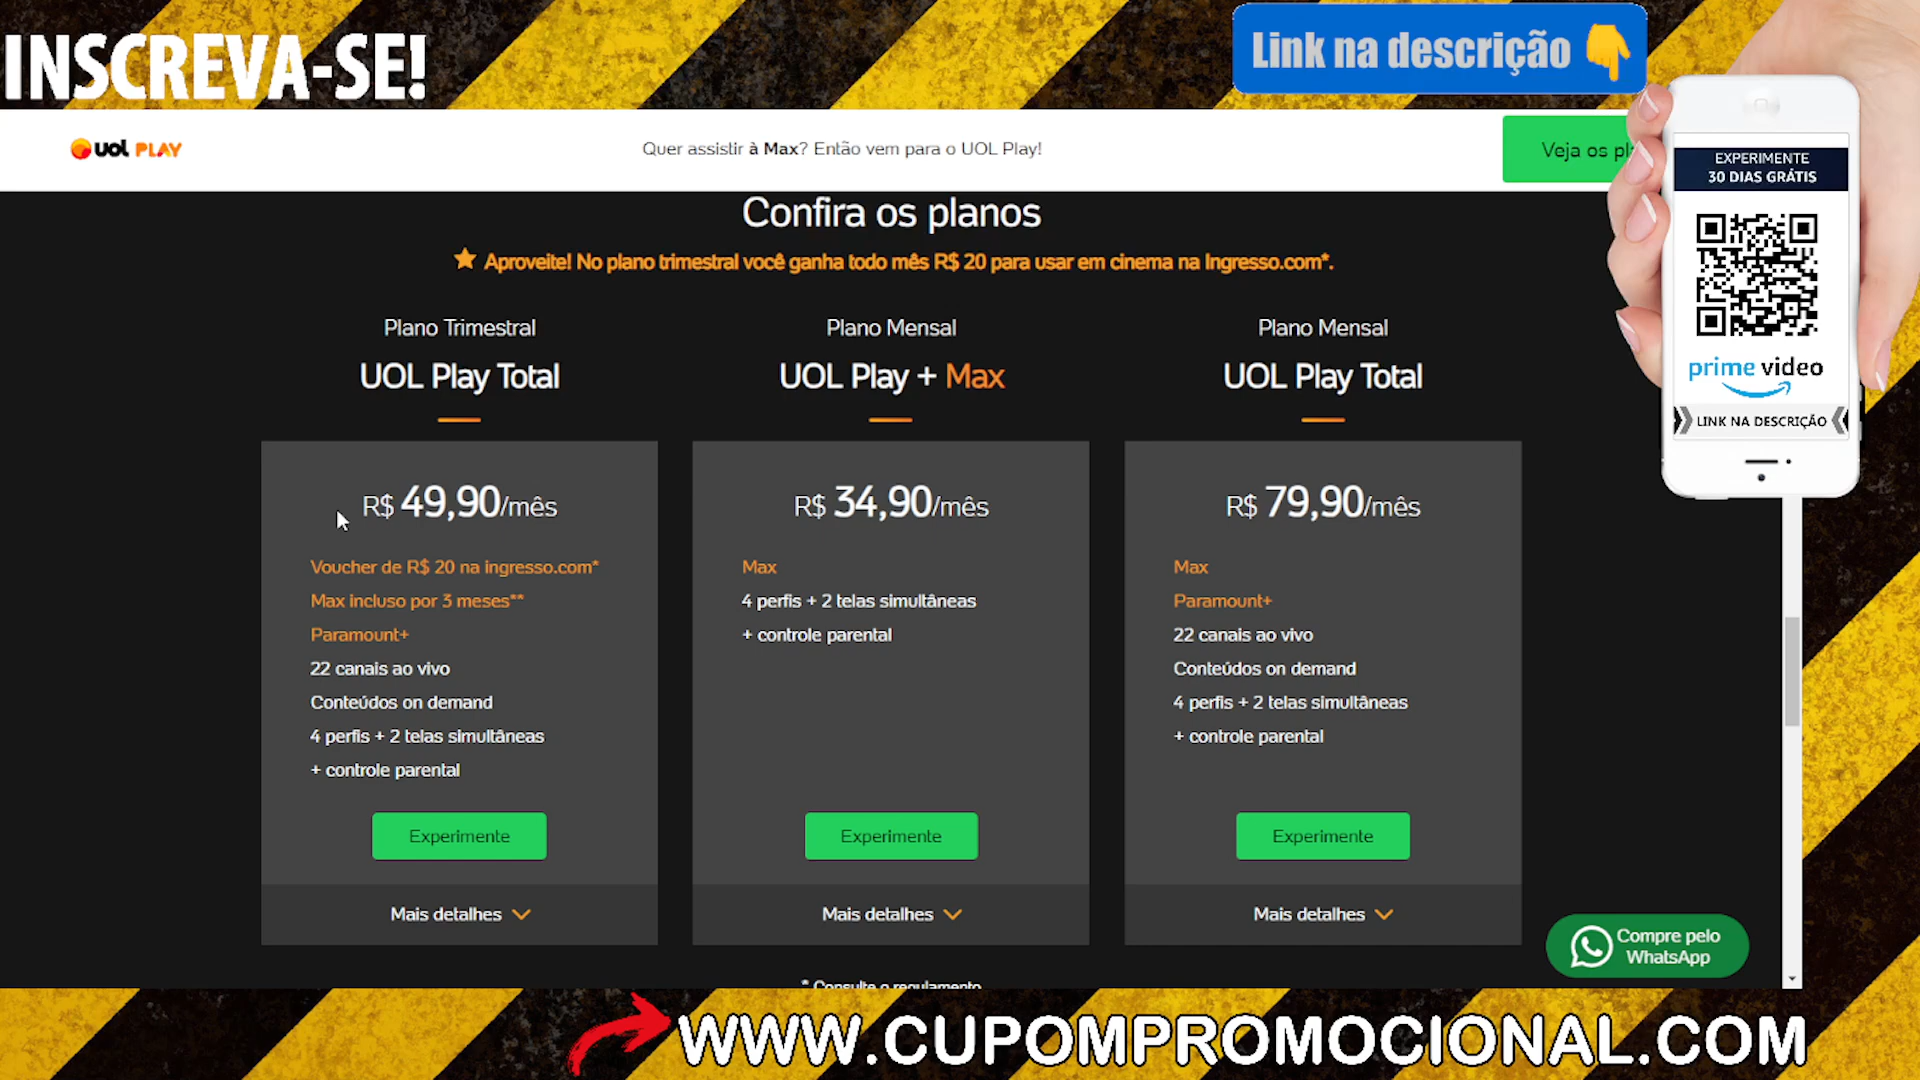 INSCREVA-SE!
Link na descrição
UOL PLAY
Quer assistir à Max? Então vem para o UOL Play!
Veja os pl
EXPERIMENTE
30 DIAS GRÁTIS
prime video
LINK NA DESCRIÇÃO
Confira os planos
Aproveite! No plano trimestral você ganha todo mês R$ 20 para usar em cinema na Ingresso.com*.
Plano Trimestral
UOL Play Total
R$ 49,90/mês
Voucher de R$ 20 na ingresso.com*
Max incluso por 3 meses**
Paramount+
22 canais ao vivo
Conteúdos on demand
4 perfis + 2 telas simultâneas
+ controle parental
Experimente
Mais detalhes
Plano Mensal
UOL Play + Max
R$ 34,90/mês
Max
4 perfis + 2 telas simultâneas
+ controle parental
Experimente
Mais detalhes
Plano Mensal
UOL Play Total
R$ 79,90/mês
Max
Paramount+
22 canais ao vivo
Conteúdos on demand
4 perfis + 2 telas simultâneas
+ controle parental
Experimente
Mais detalhes
Compre pelo
WhatsApp
* Consulte o regulamento
WWW.CUPOMPROMOCIONAL.COM